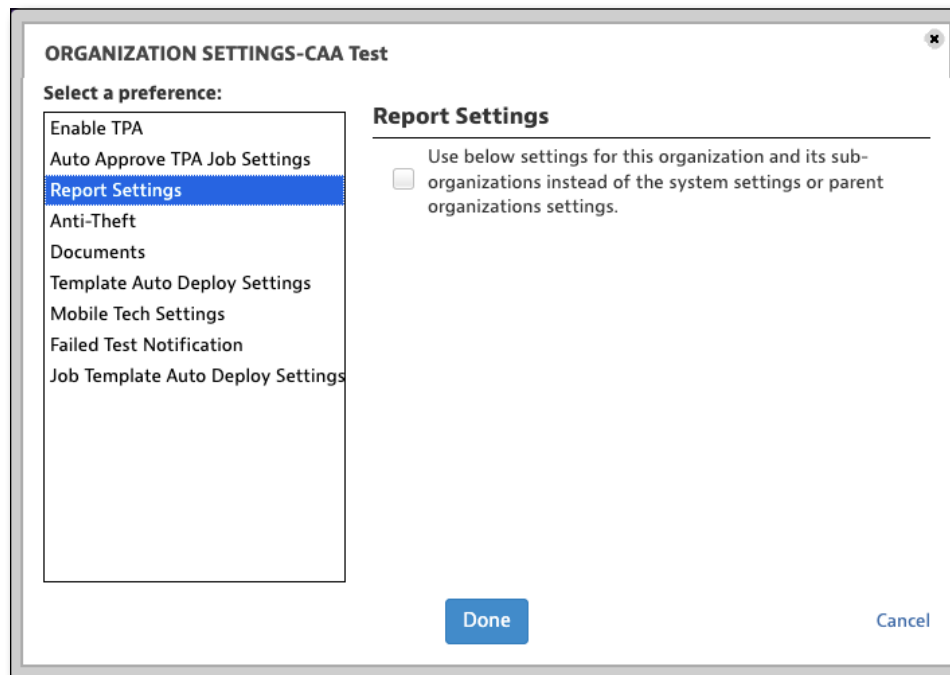 ORGANIZATION SETTINGS-CAA Test
Select a preference:
Enable TPA
Auto Approve TPA Job Settings
Report Settings
Anti-Theft
Documents
Template Auto Deploy Settings
Mobile Tech Settings
Failed Test Notification
Job Template Auto Deploy Settings
Report Settings
Use below settings for this organization and its sub-
organizations instead of the system settings or parent
organizations settings.
Done
Cancel